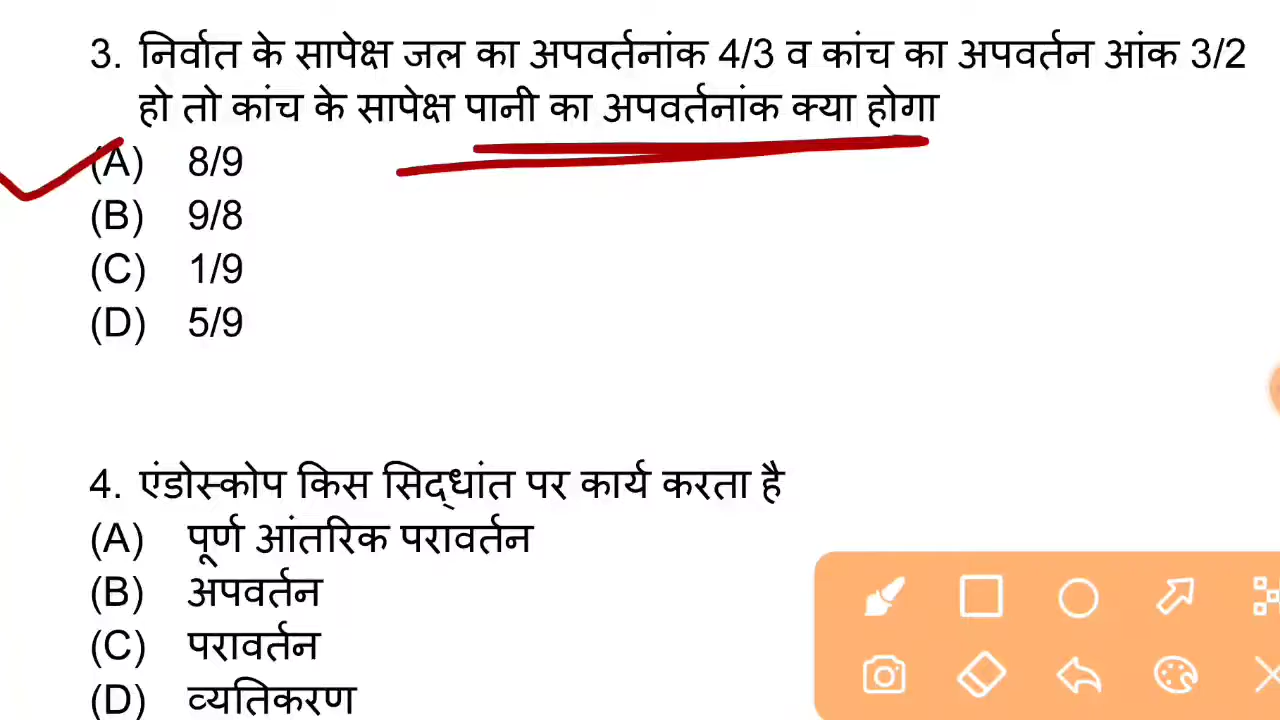 3. निर्वात के सापेक्ष जल का अपवर्तनांक 4/3 व कांच का अपवर्तन आंक 3/2
हो तो कांच के सापेक्ष पानी का अपवर्तनांक क्या होगा
(A) 8/9
(B) 9/8
(C) 1/9
(D) 5/9
4. एंडोस्कोप किस सिद्धांत पर कार्य करता है
(A) पूर्ण आंतरिक परावर्तन
(B) अपवर्तन
(C) परावर्तन
(D) व्यतिकरण